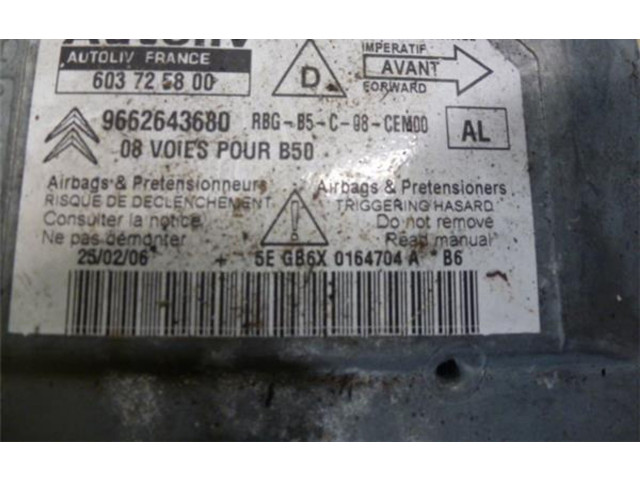 Autoliv
IMPERATIF
AUTOLIV FRANCE
D
AVANT
603 72 58 00
FORWARD
9662643680 RBG-B5-C-08-CEM00 AL
08 VOIES POUR B50
Airbags & Pretensionneurs
RISQUE DE DECLENCHEMENT
Consulter la notice
Ne pas démonter
Airbags & Pretensioners
TRIGGERING HASARD
Do not remove
Read manual
25/02/06 + 5E GB6X 0164704 A B6